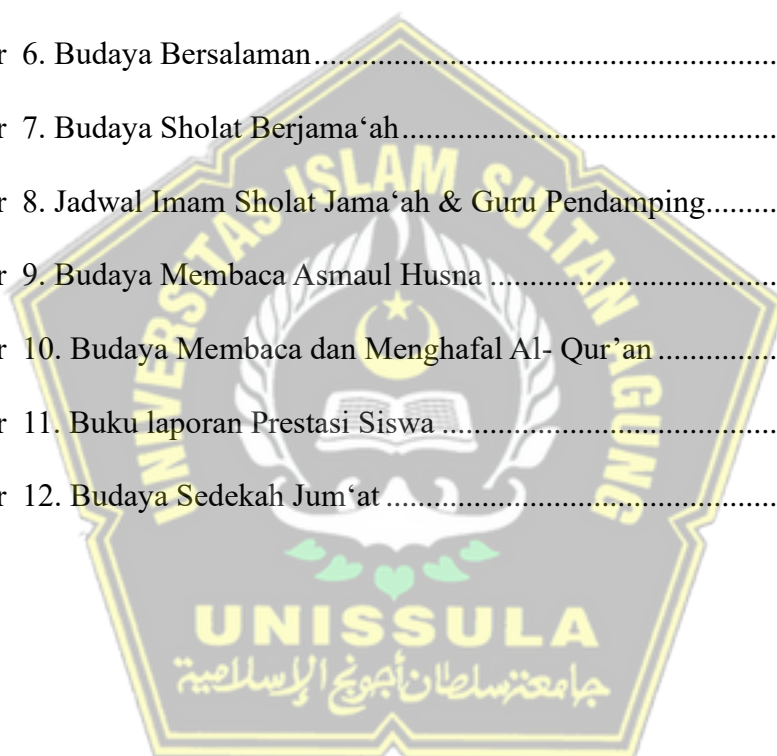 r 6. Budaya Bersalaman..........................................................................
r 7. Budaya Sholat Berjama‘ah............................................................
r 8. Jadwal Imam Sholat Jama‘ah & Guru Pendamping.........
r 9. Budaya Membaca Asmaul Husna .............................................
r 10. Budaya Membaca dan Menghafal Al- Qur’an ................
r 11. Buku laporan Prestasi Siswa .....................................................
r 12. Budaya Sedekah Jum‘at ..............................................................
UNIVERSITAS ISLAM SULTAN AGUNG
UNISSULA
جامعة سلطان أجونج الإسلامية